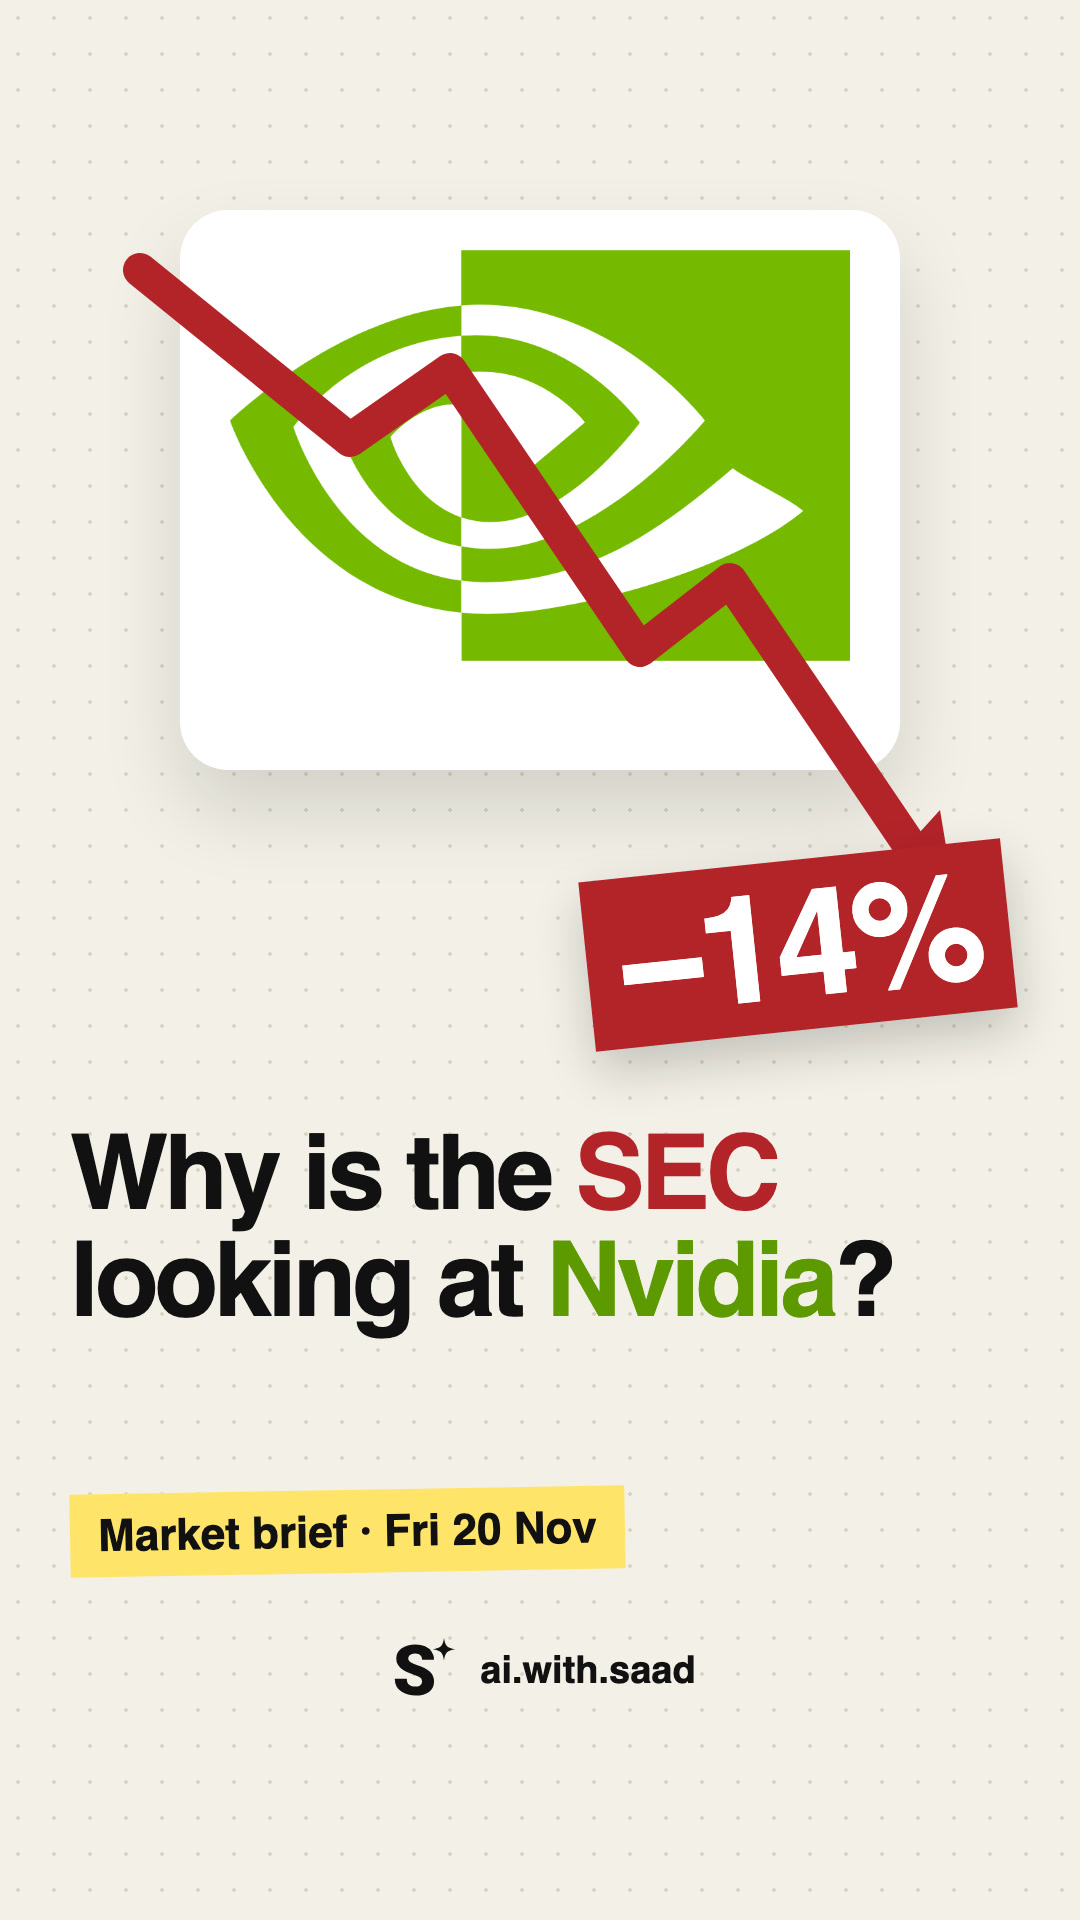 –14%
Why is the SEC
looking at Nvidia?
Market brief · Fri 20 Nov
S ai.with.saad